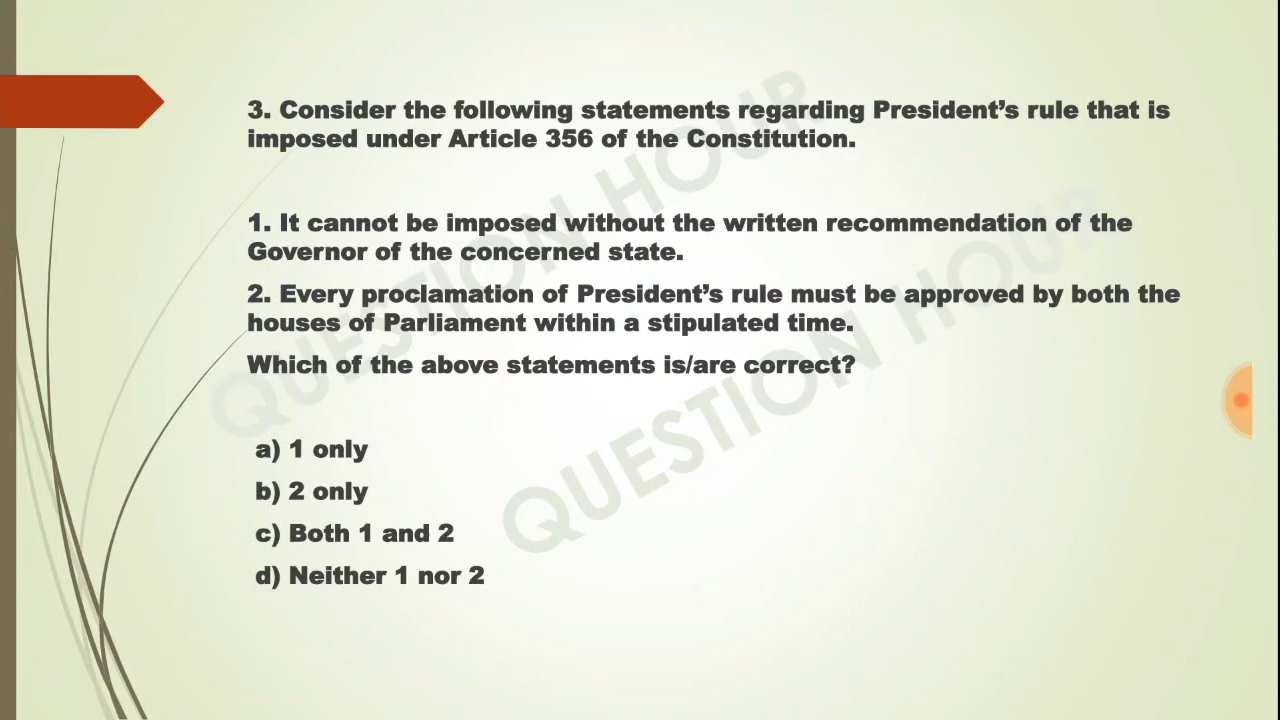 3. Consider the following statements regarding President’s rule that is
imposed under Article 356 of the Constitution.
1. It cannot be imposed without the written recommendation of the
Governor of the concerned state.
2. Every proclamation of President’s rule must be approved by both the
houses of Parliament within a stipulated time.
Which of the above statements is/are correct?
a) 1 only
b) 2 only
c) Both 1 and 2
d) Neither 1 nor 2
QUESTION HOUR
QUESTION HOUR